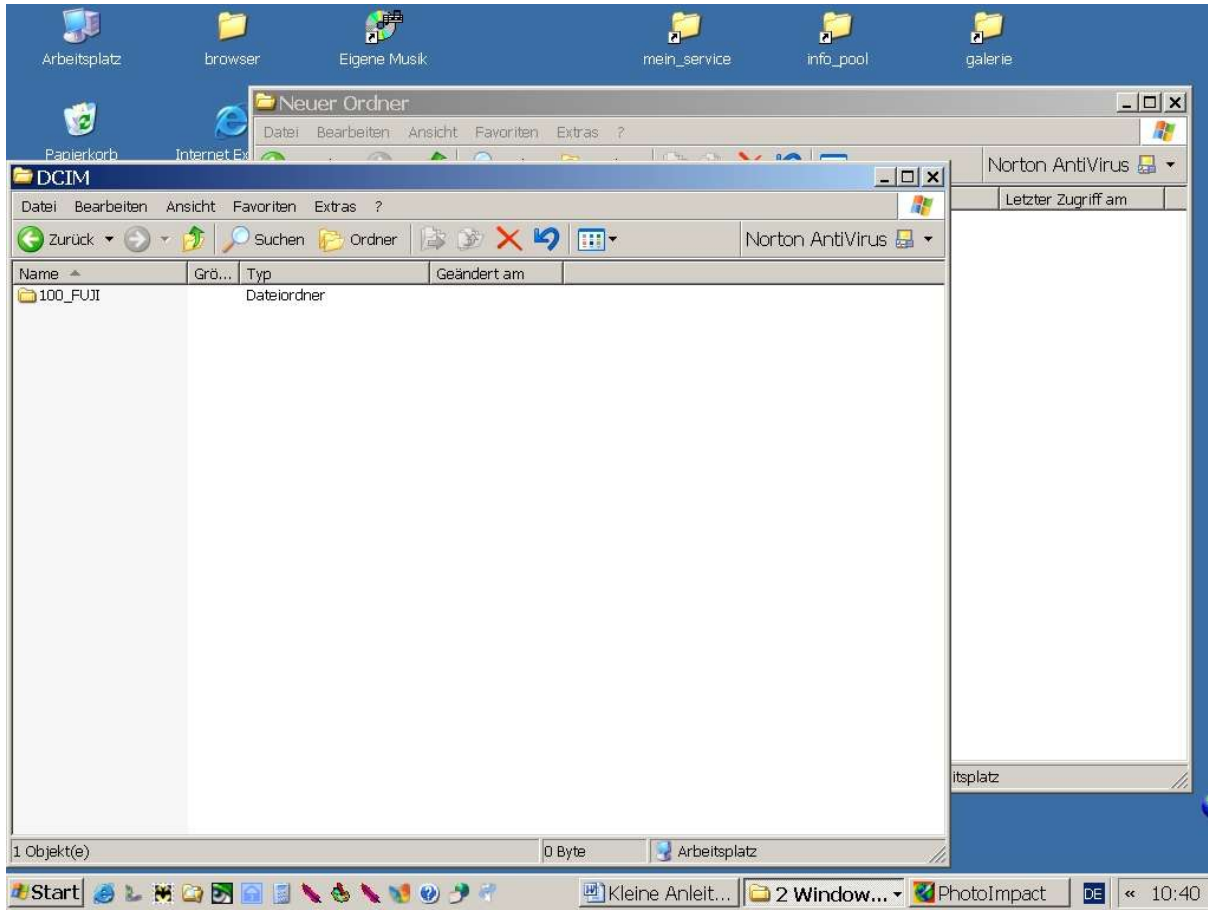 Arbeitsplatz browser Eigene Musik mein_service info_pool galerie
Neuer Ordner
Datei Bearbeiten Ansicht Favoriten Extras ?
Papierkorb Internet Ex
Norton AntiVirus
DCIM
Letzter Zugriff am
Datei Bearbeiten Ansicht Favoriten Extras ?
Zurück Suchen Ordner Norton AntiVirus
Name Grö... Typ Geändert am
100_FUJI Dateiordner
itsplatz
1 Objekt(e) 0 Byte Arbeitsplatz
Start Kleine Anleit... 2 Window... PhotoImpact DE « 10:40